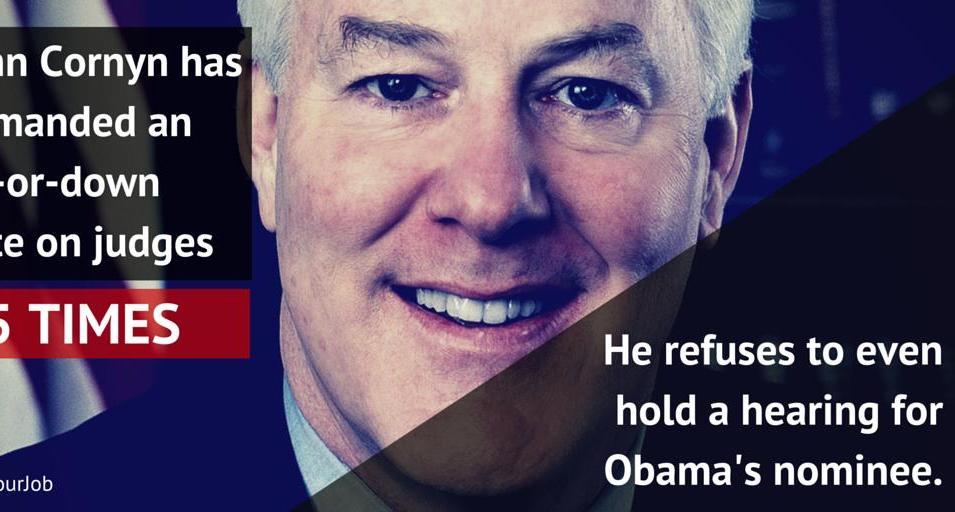 nn Cornyn has
manded an
-or-down
te on judges
5 TIMES
He refuses to even
hold a hearing for
Obama's nominee.
ourJob